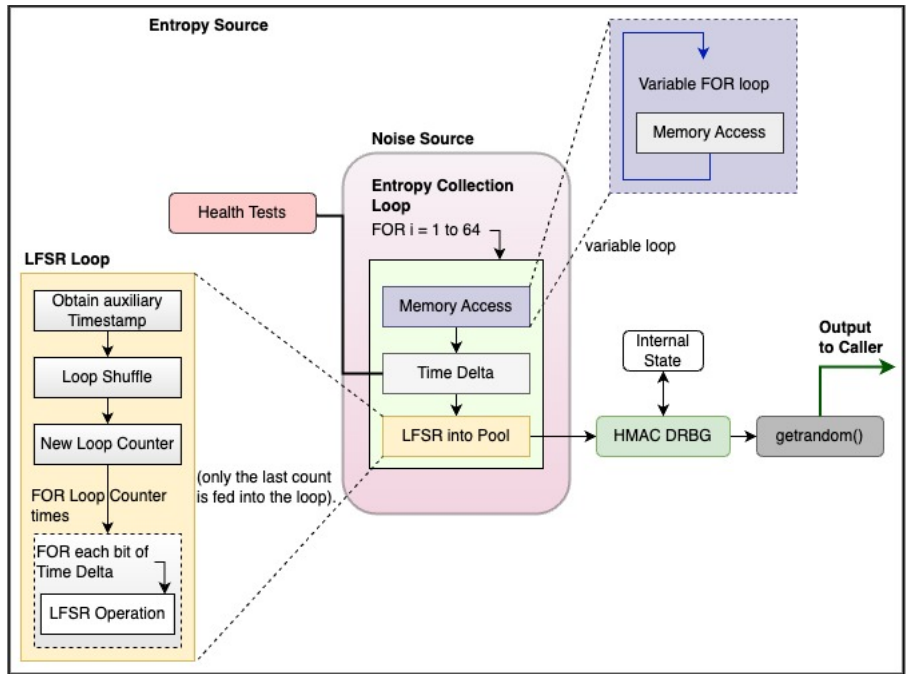 Entropy Source
Variable FOR loop
Memory Access
Noise Source
Entropy Collection
Loop
FOR i = 1 to 64
Health Tests
variable loop
LFSR Loop
Obtain auxiliary
Timestamp
Loop Shuffle
New Loop Counter
FOR Loop Counter
times
FOR each bit of
Time Delta
LFSR Operation
(only the last count
is fed into the loop).
Memory Access
Time Delta
LFSR into Pool
Internal
State
HMAC DRBG
getrandom()
Output
to Caller